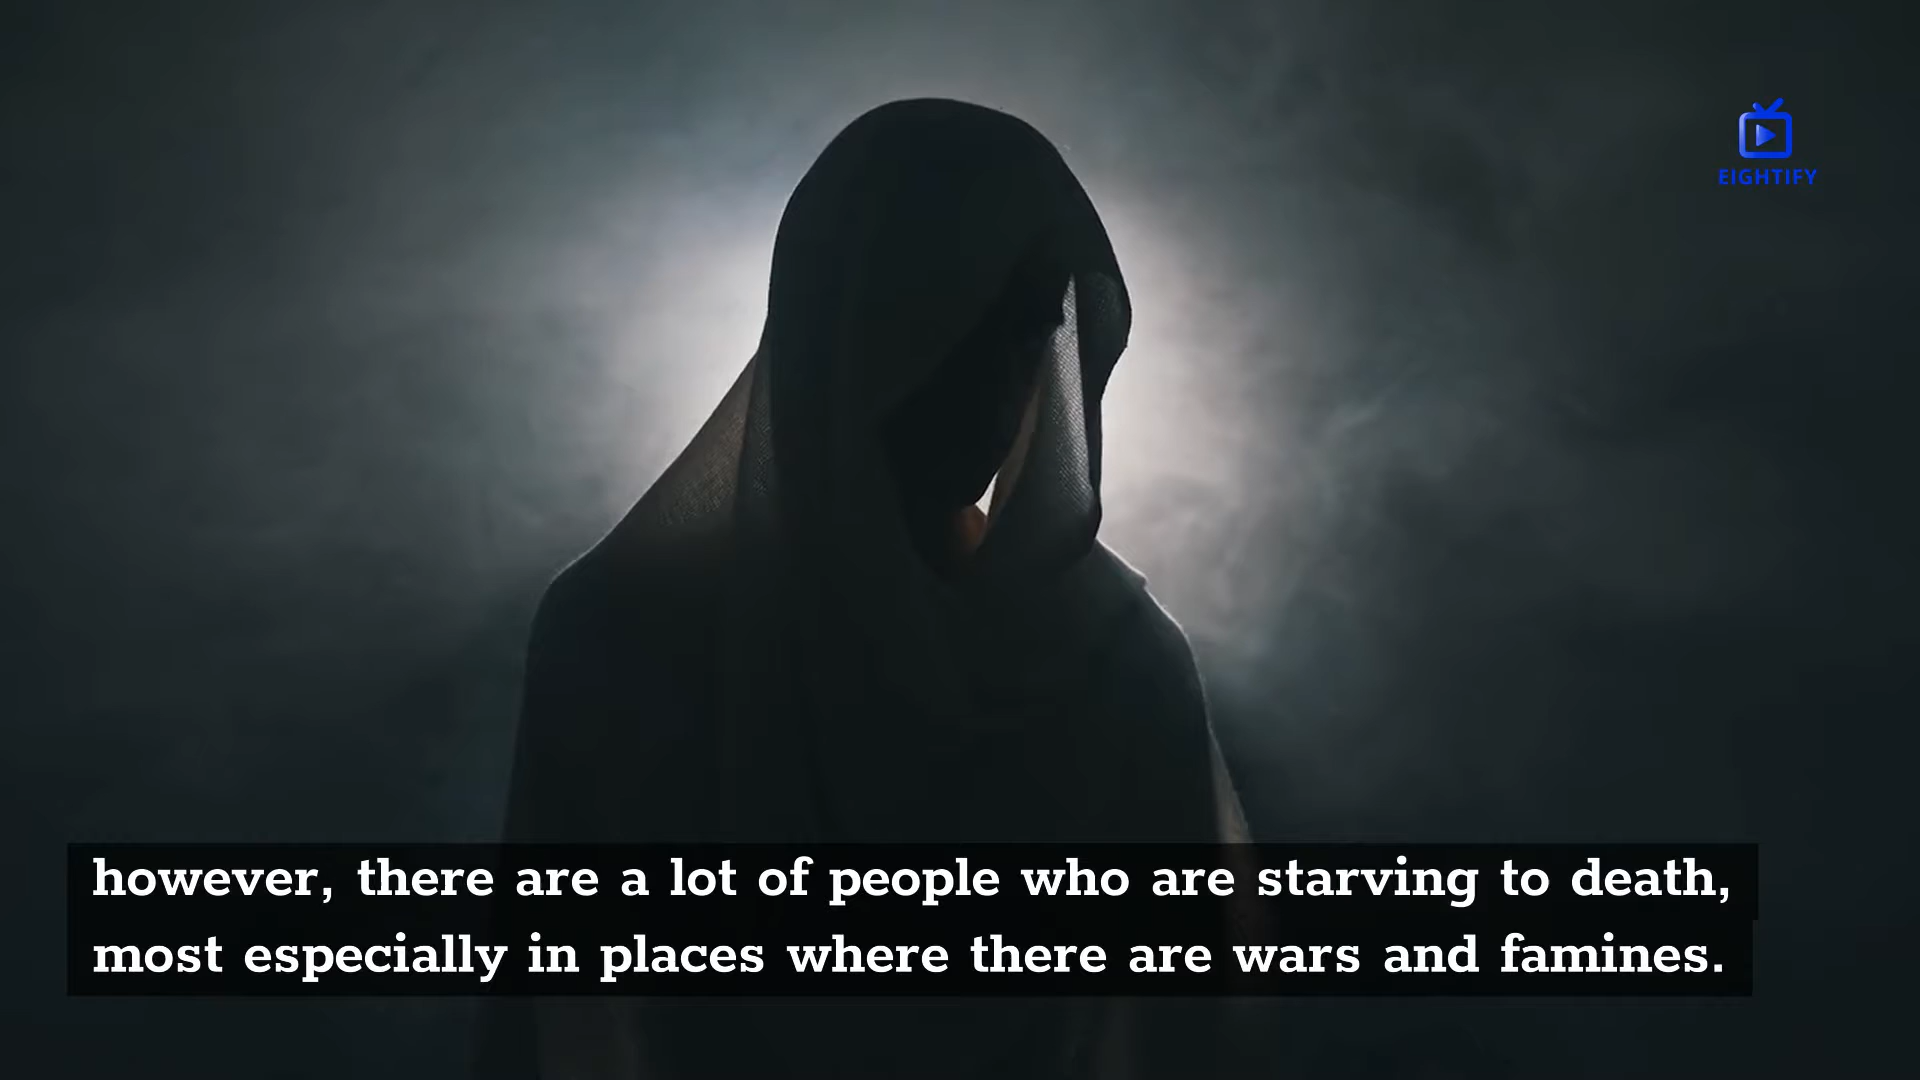 EIGHTIFY
however, there are a lot of people who are starving to death,
most especially in places where there are wars and famines.